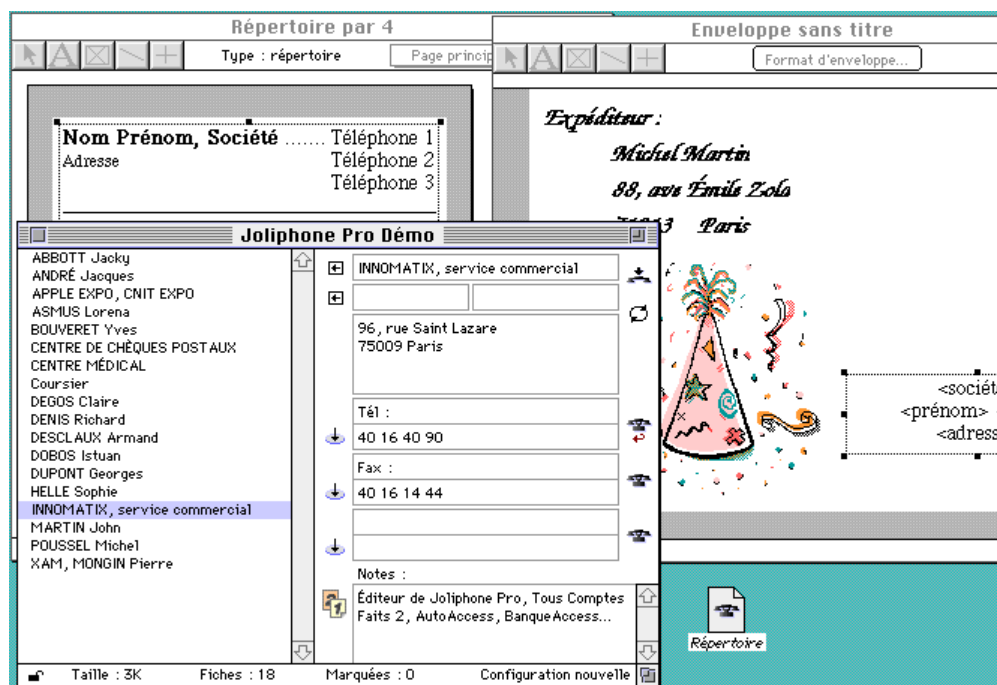 Répertoire par 4
Type : répertoire
Page princip
Nom Prénom, Société ....... Téléphone 1
Adresse
Téléphone 2
Téléphone 3
Enveloppe sans titre
Format d'enveloppe...
Expéditeur :
Michel Martin
88, ave Émile Zola
Paris
<sociét
<prénom>
<adress
Joliphone Pro Démo
ABBOTT Jacky
ANDRÉ Jacques
APPLE EXPO, CNIT EXPO
ASMUS Lorena
BOUVERET Yves
CENTRE DE CHÈQUES POSTAUX
CENTRE MÉDICAL
Coursier
DEGOS Claire
DENIS Richard
DESCLAUX Armand
DOBOS Istuan
DUPONT Georges
HELLE Sophie
INNOMATIX, service commercial
MARTIN John
POUSSEL Michel
XAM, MONGIN Pierre
INNOMATIX, service commercial
96, rue Saint Lazare
75009 Paris
Tél :
40 16 40 90
Fax :
40 16 14 44
Notes :
Éditeur de Joliphone Pro, Tous Comptes
Faits 2, AutoAccess, BanqueAccess...
Taille : 3K
Fiches : 18
Marquées : 0
Configuration nouvelle
Répertoire